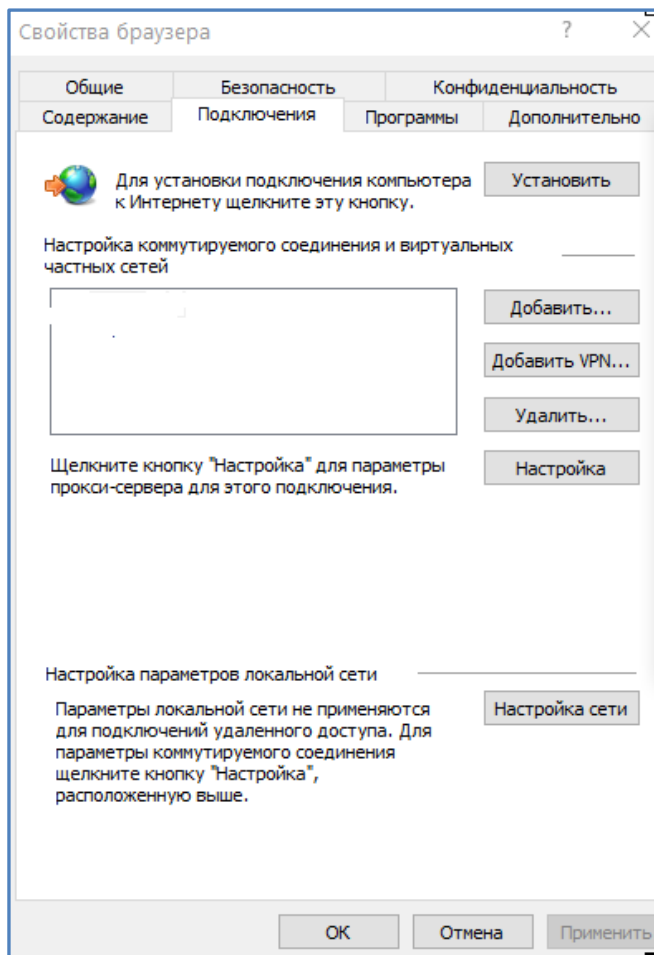 Свойства браузера ?
Общие Безопасность Конфиденциальность
Содержание Подключения Программы Дополнительно
Для установки подключения компьютера
к Интернету щелкните эту кнопку.
Установить
Настройка коммутируемого соединения и виртуальных
частных сетей
Добавить...
Добавить VPN...
Удалить...
Щелкните кнопку "Настройка" для параметры
прокси-сервера для этого подключения.
Настройка
Настройка параметров локальной сети
Параметры локальной сети не применяются
для подключений удаленного доступа. Для
параметры коммутируемого соединения
щелкните кнопку "Настройка",
расположенную выше.
Настройка сети
ОК Отмена Применить